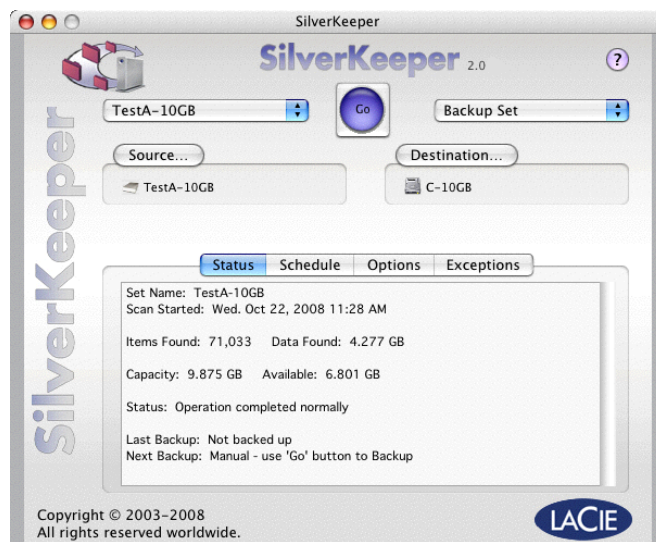 SilverKeeper
SilverKeeper 2.0
?
TestA-10GB
Go
Backup Set
Source...
Destination...
TestA-10GB
C-10GB
SilverKeeper
Status Schedule Options Exceptions
Set Name: TestA-10GB
Scan Started: Wed. Oct 22, 2008 11:28 AM
Items Found: 71,033 Data Found: 4.277 GB
Capacity: 9.875 GB Available: 6.801 GB
Status: Operation completed normally
Last Backup: Not backed up
Next Backup: Manual - use 'Go' button to Backup
Copyright © 2003-2008
All rights reserved worldwide.
LACIE